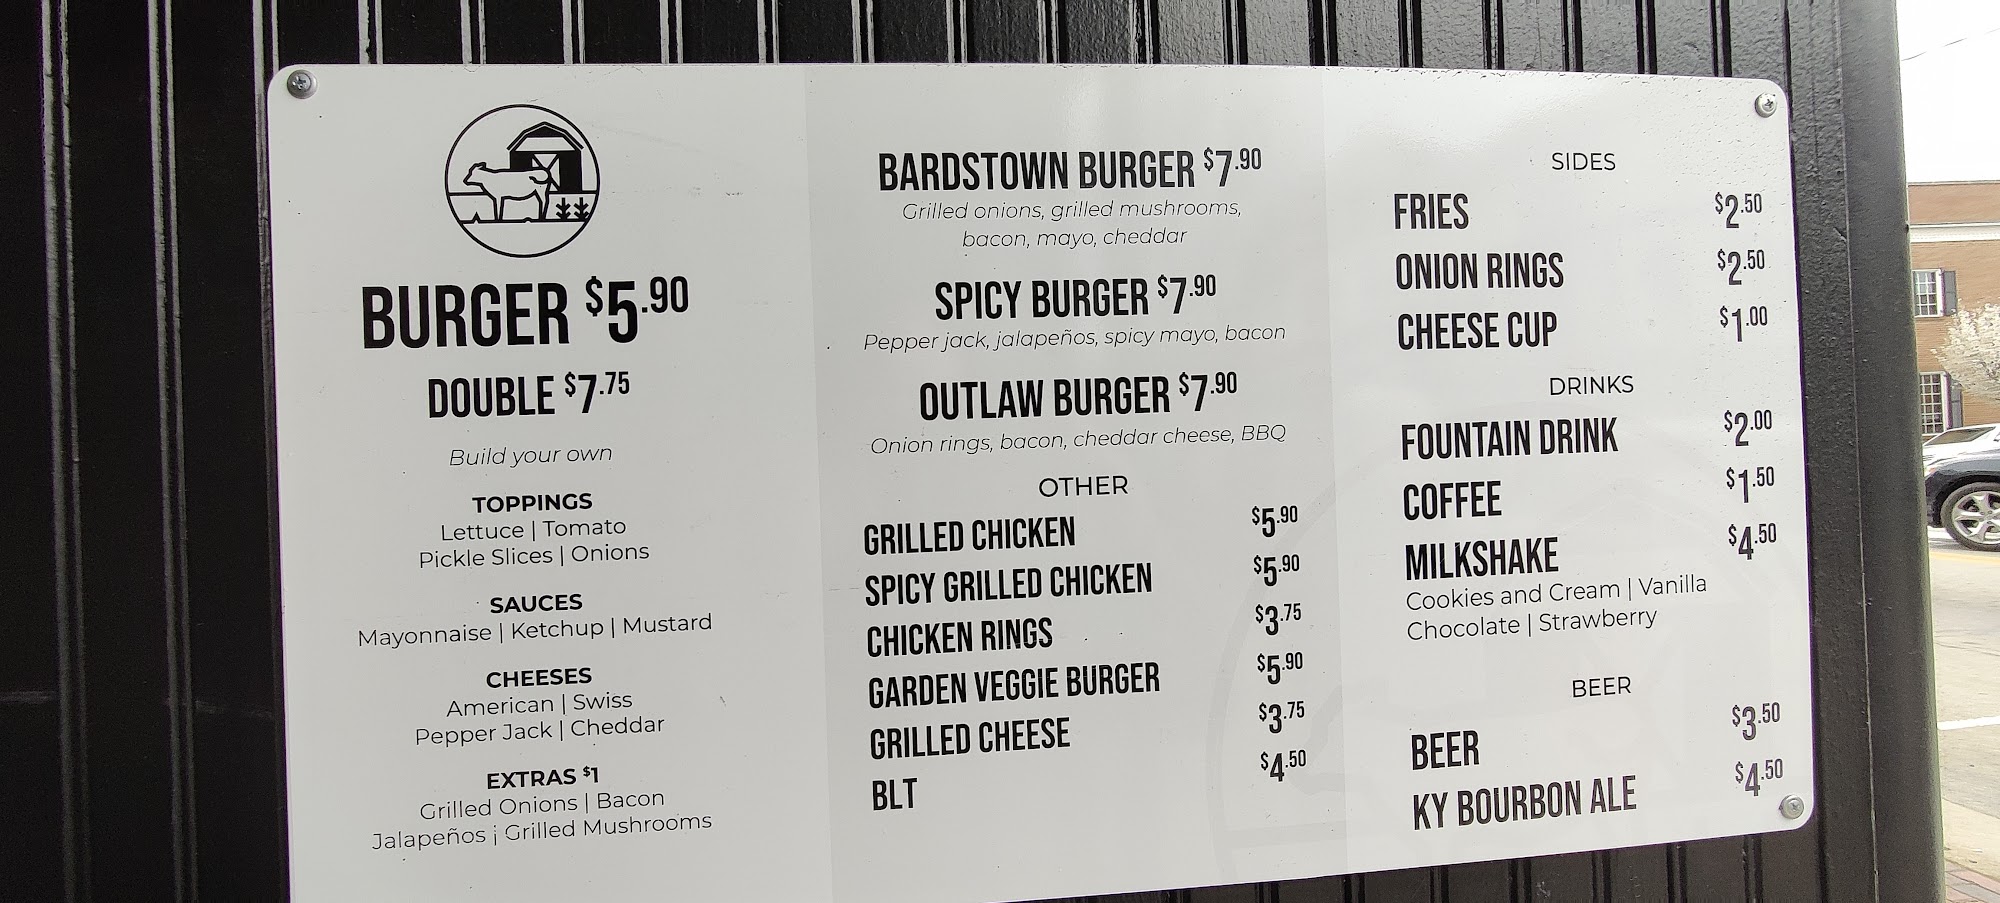 BURGER $5.90
DOUBLE $7.75
Build your own
TOPPINGS
Lettuce | Tomato
Pickle Slices | Onions
SAUCES
Mayonnaise | Ketchup | Mustard
CHEESES
American | Swiss
Pepper Jack | Cheddar
EXTRAS $1
Grilled Onions | Bacon
Jalapeños | Grilled Mushrooms
BARDSTOWN BURGER $7.90
Grilled onions, grilled mushrooms,
bacon, mayo, cheddar
SPICY BURGER $7.90
Pepper jack, jalapeños, spicy mayo, bacon
OUTLAW BURGER $7.90
Onion rings, bacon, cheddar cheese, BBQ
OTHER
GRILLED CHICKEN $5.90
SPICY GRILLED CHICKEN $5.90
CHICKEN RINGS $3.75
GARDEN VEGGIE BURGER $5.90
GRILLED CHEESE $3.75
BLT $4.50
SIDES
FRIES $2.50
ONION RINGS $2.50
CHEESE CUP $1.00
DRINKS
FOUNTAIN DRINK $2.00
COFFEE $1.50
MILKSHAKE $4.50
Cookies and Cream | Vanilla
Chocolate | Strawberry
BEER
BEER $3.50
KY BOURBON ALE $4.50